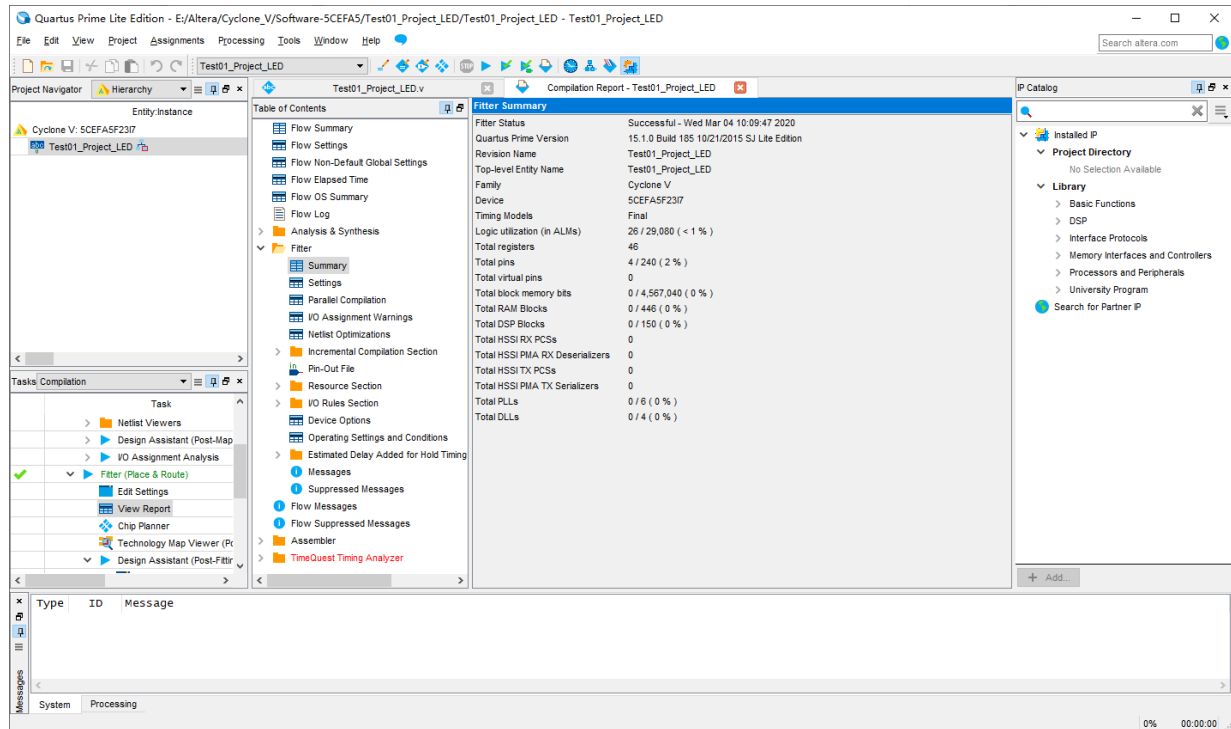 Quartus Prime Lite Edition - E:/Altera/Cyclone_V/Software-5CEFA5/Test01_Project_LED/Test01_Project_LED - Test01_Project_LED
File Edit View Project Assignments Processing Tools Window Help
Search altera.com
Test01_Project_LED
STOP
Project Navigator Hierarchy
Entity:Instance
Cyclone V: 5CEFA5F23I7
abc Test01_Project_LED
Tasks Compilation
Task
Netlist Viewers
Design Assistant (Post-Map
I/O Assignment Analysis
Fitter (Place & Route)
Edit Settings
View Report
Chip Planner
Technology Map Viewer (Po
Design Assistant (Post-Fittin
Test01_Project_LED.v
Compilation Report - Test01_Project_LED
Table of Contents
Flow Summary
Flow Settings
Flow Non-Default Global Settings
Flow Elapsed Time
Flow OS Summary
Flow Log
Analysis & Synthesis
Fitter
Summary
Settings
Parallel Compilation
I/O Assignment Warnings
Netlist Optimizations
Incremental Compilation Section
Pin-Out File
Resource Section
I/O Rules Section
Device Options
Operating Settings and Conditions
Estimated Delay Added for Hold Timing
Messages
Suppressed Messages
Flow Messages
Flow Suppressed Messages
Assembler
TimeQuest Timing Analyzer
Fitter Summary
Fitter Status Successful - Wed Mar 04 10:09:47 2020
Quartus Prime Version 15.1.0 Build 185 10/21/2015 SJ Lite Edition
Revision Name Test01_Project_LED
Top-level Entity Name Test01_Project_LED
Family Cyclone V
Device 5CEFA5F23I7
Timing Models Final
Logic utilization (in ALMs) 26 / 29,080 ( < 1 % )
Total registers 46
Total pins 4 / 240 ( 2 % )
Total virtual pins 0
Total block memory bits 0 / 4,567,040 ( 0 % )
Total RAM Blocks 0 / 446 ( 0 % )
Total DSP Blocks 0 / 150 ( 0 % )
Total HSSI RX PCSs 0
Total HSSI PMA RX Deserializers 0
Total HSSI TX PCSs 0
Total HSSI PMA TX Serializers 0
Total PLLs 0 / 6 ( 0 % )
Total DLLs 0 / 4 ( 0 % )
IP Catalog
Installed IP
Project Directory
No Selection Available
Library
Basic Functions
DSP
Interface Protocols
Memory Interfaces and Controllers
Processors and Peripherals
University Program
Search for Partner IP
+ Add...
Type ID Message
Messages
System Processing
0% 00:00:00